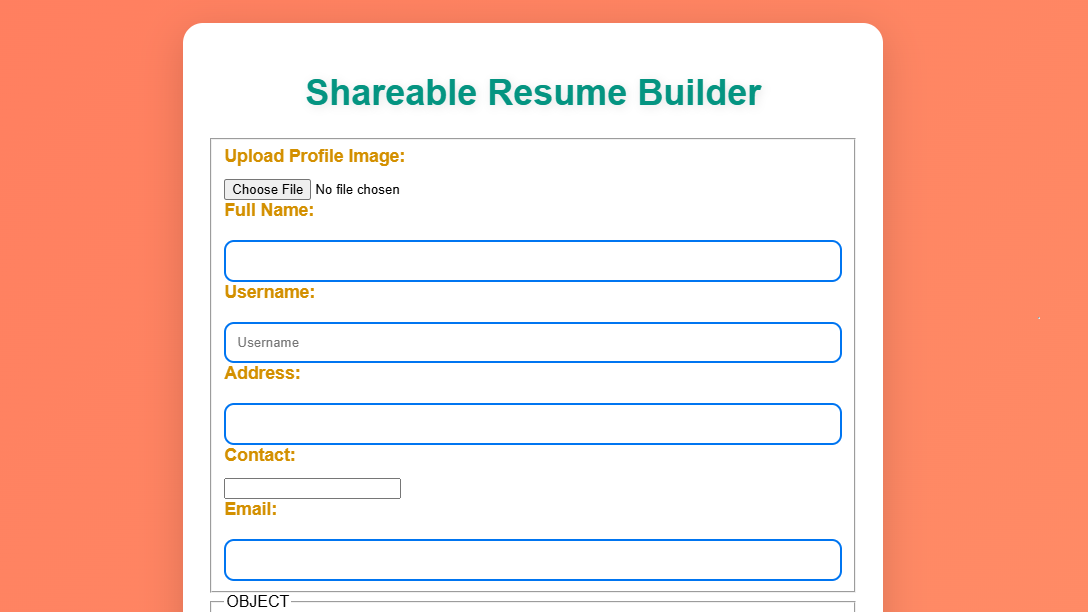 Shareable Resume Builder
Upload Profile Image:
Choose File No file chosen
Full Name:
Username:
Username
Address:
Contact:
Email:
OBJECT